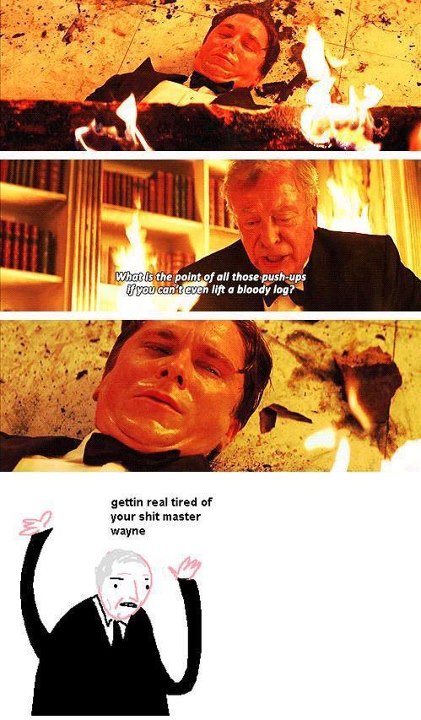 What is the point of all those push-ups
If you can't even lift a bloody log?
gettin real tired of
your shit master
wayne